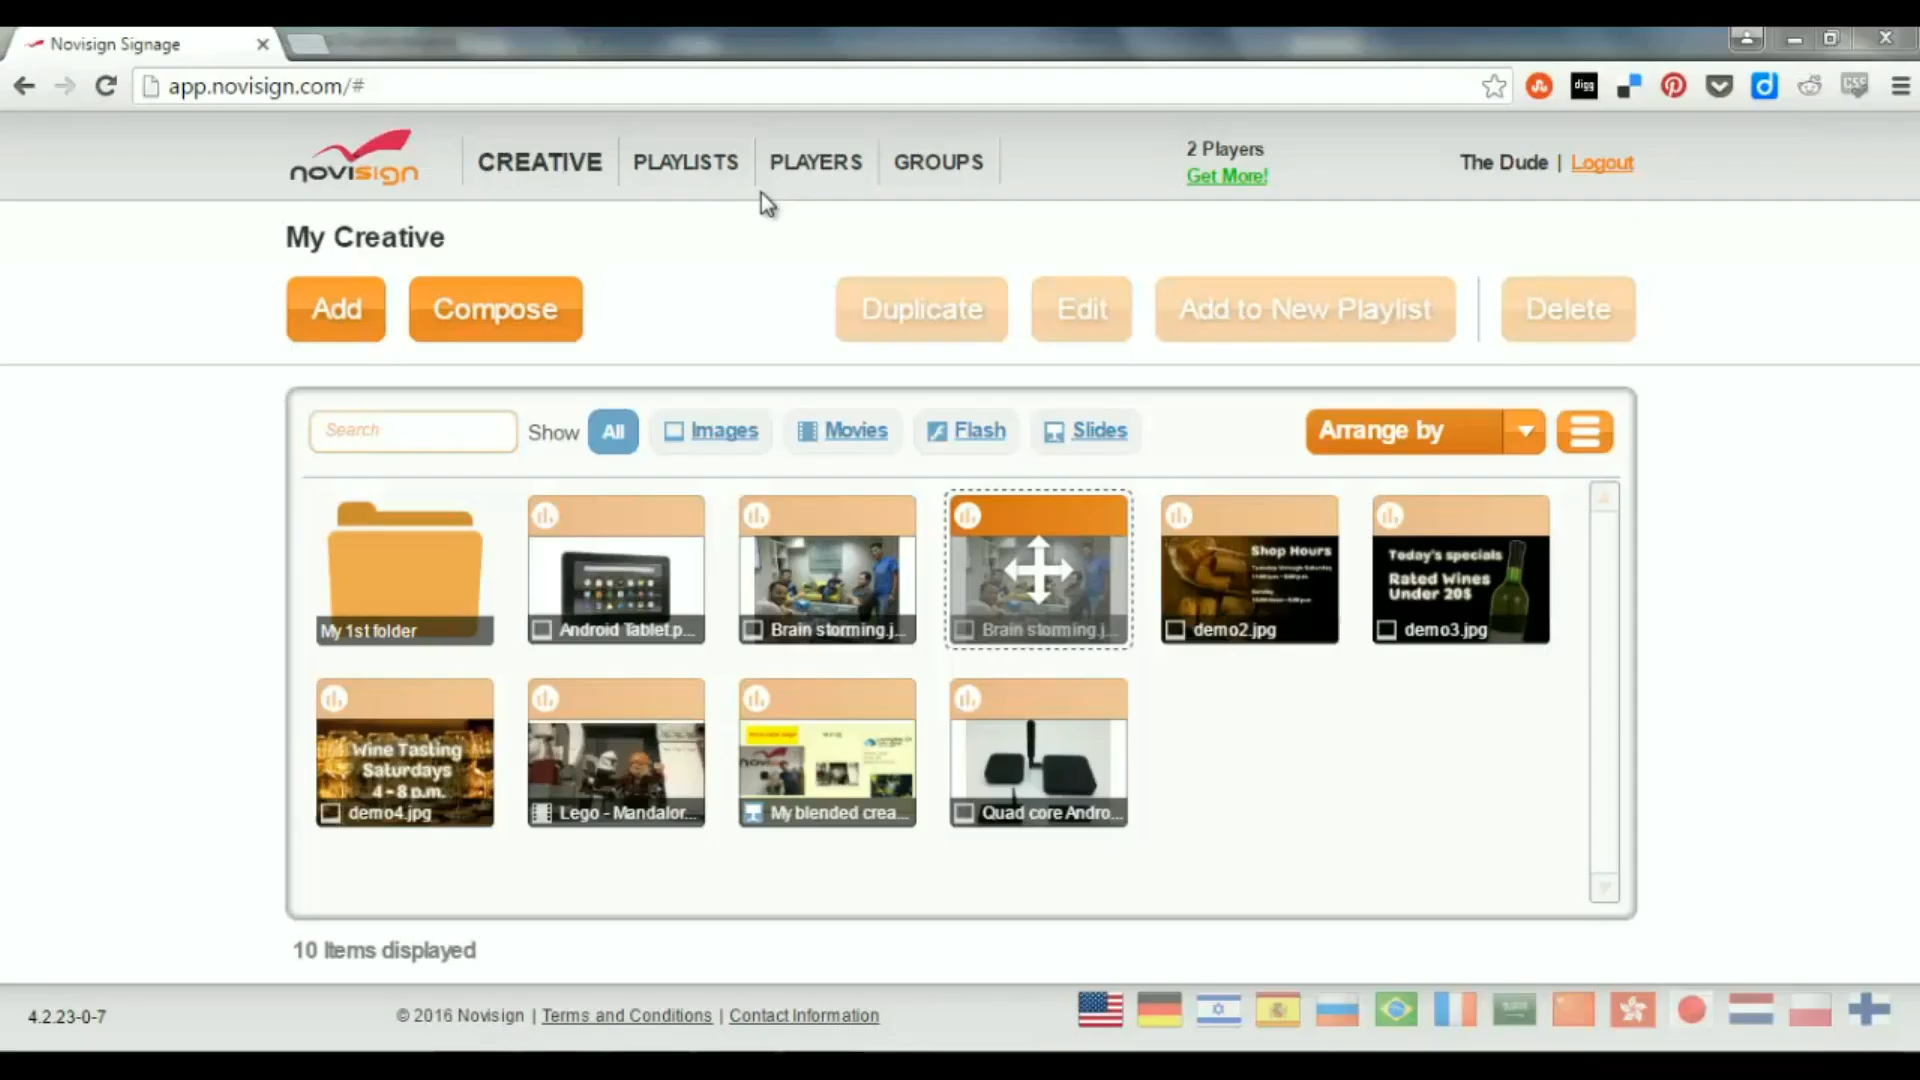 Novisign Signage
app.novisign.com/#
digg
CSS
novisign
CREATIVE
PLAYLISTS
PLAYERS
GROUPS
2 Players
Get More!
The Dude | Logout
My Creative
Add
Compose
Duplicate
Edit
Add to New Playlist
Delete
Search
Show
All
Images
Movies
Flash
Slides
Arrange by
My 1st folder
Android Tablet.p...
Brain storming.j...
Brain storming.j...
Shop Hours
demo2.jpg
Today's specials
Rated Wines
Under 20$
demo3.jpg
Wine Tasting
Saturdays
4 - 8 p.m.
demo4.jpg
Lego - Mandalor...
My blended crea...
Quad core Andro...
10 Items displayed
4.2.23-0-7
© 2016 Novisign | Terms and Conditions | Contact Information